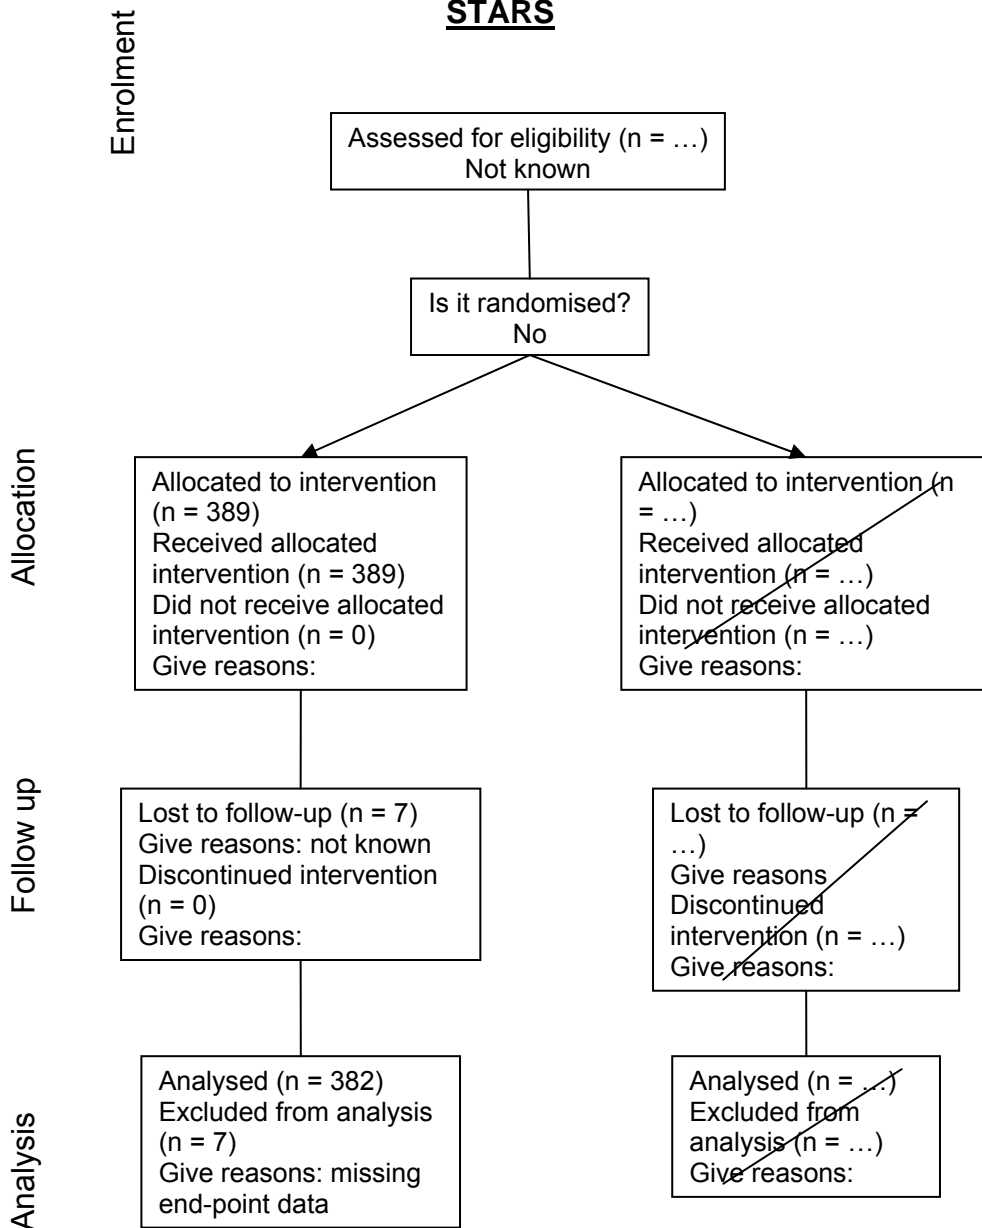 STARS
Enrolment
Assessed for eligibility (n = …)
Not known
Is it randomised?
No
Allocation
Allocated to intervention
(n = 389)
Received allocated
intervention (n = 389)
Did not receive allocated
intervention (n = 0)
Give reasons:
Allocated to intervention (n
= …)
Received allocated
intervention (n = …)
Did not receive allocated
intervention (n = …)
Give reasons:
Follow up
Lost to follow-up (n = 7)
Give reasons: not known
Discontinued intervention
(n = 0)
Give reasons:
Lost to follow-up (n =
…)
Give reasons
Discontinued
intervention (n = …)
Give reasons:
Analysis
Analysed (n = 382)
Excluded from analysis
(n = 7)
Give reasons: missing
end-point data
Analysed (n = …)
Excluded from
analysis (n = …)
Give reasons: